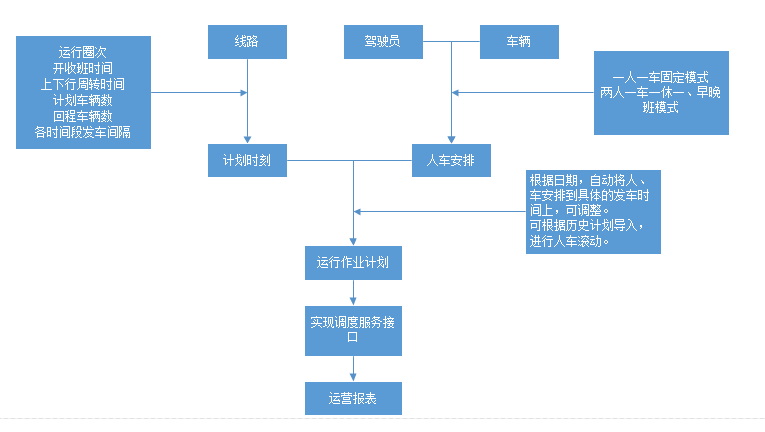 线路
驾驶员
车辆
运行圈次
开收班时间
上下行周转时间
计划车辆数
回程车辆数
各时间段发车间隔
一人一车固定模式
两人一车一休一、早晚
班模式
计划时刻
人车安排
根据日期，自动将人、
车安排到具体的发车时
间上，可调整。
可根据历史计划导入，
进行人车滚动。
运行作业计划
实现调度服务接
口
运营报表